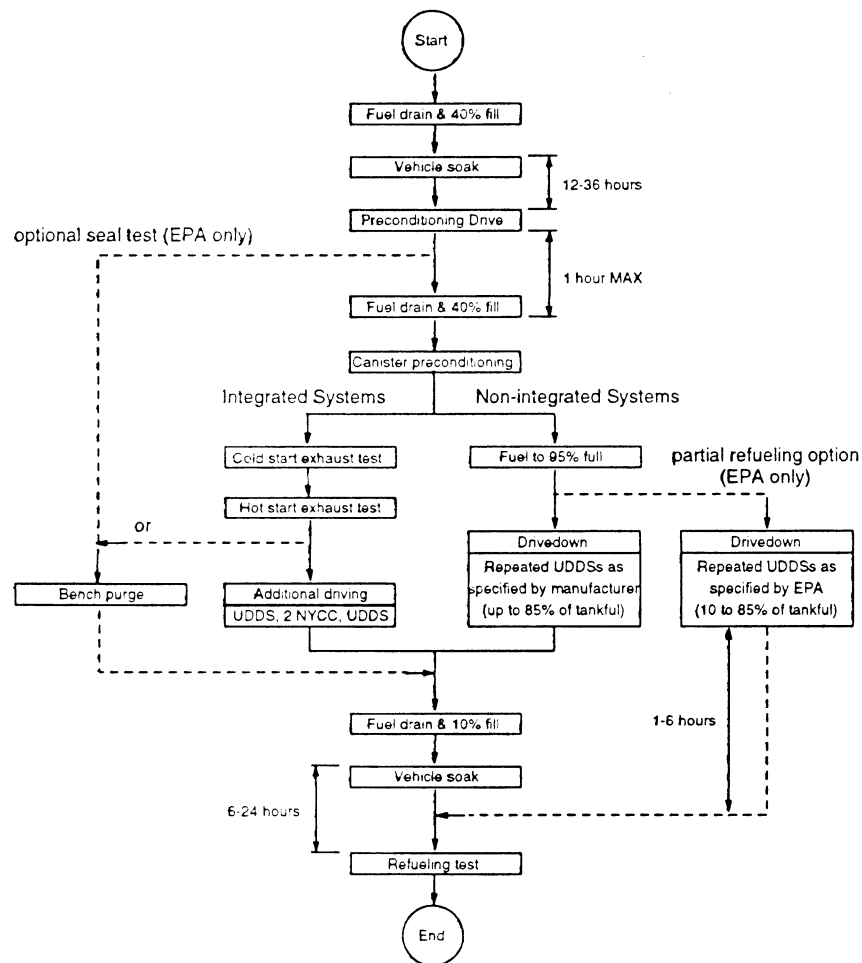 Start
Fuel drain & 40% fill
Vehicle soak
12-36 hours
Preconditioning Drive
optional seal test (EPA only)
1 hour MAX
Fuel drain & 40% fill
Canister preconditioning
Integrated Systems
Non-integrated Systems
Cold start exhaust test
Fuel to 95% full
partial refueling option
(EPA only)
Hot start exhaust test
or
Drivedown
Repeated UDDSs as
specified by manufacturer
(up to 85% of tankful)
Drivedown
Repeated UDDSs as
specified by EPA
(10 to 85% of tankful)
Bench purge
Additional driving
UDDS, 2 NYCC, UDDS
Fuel drain & 10% fill
1-6 hours
Vehicle soak
6-24 hours
Refueling test
End